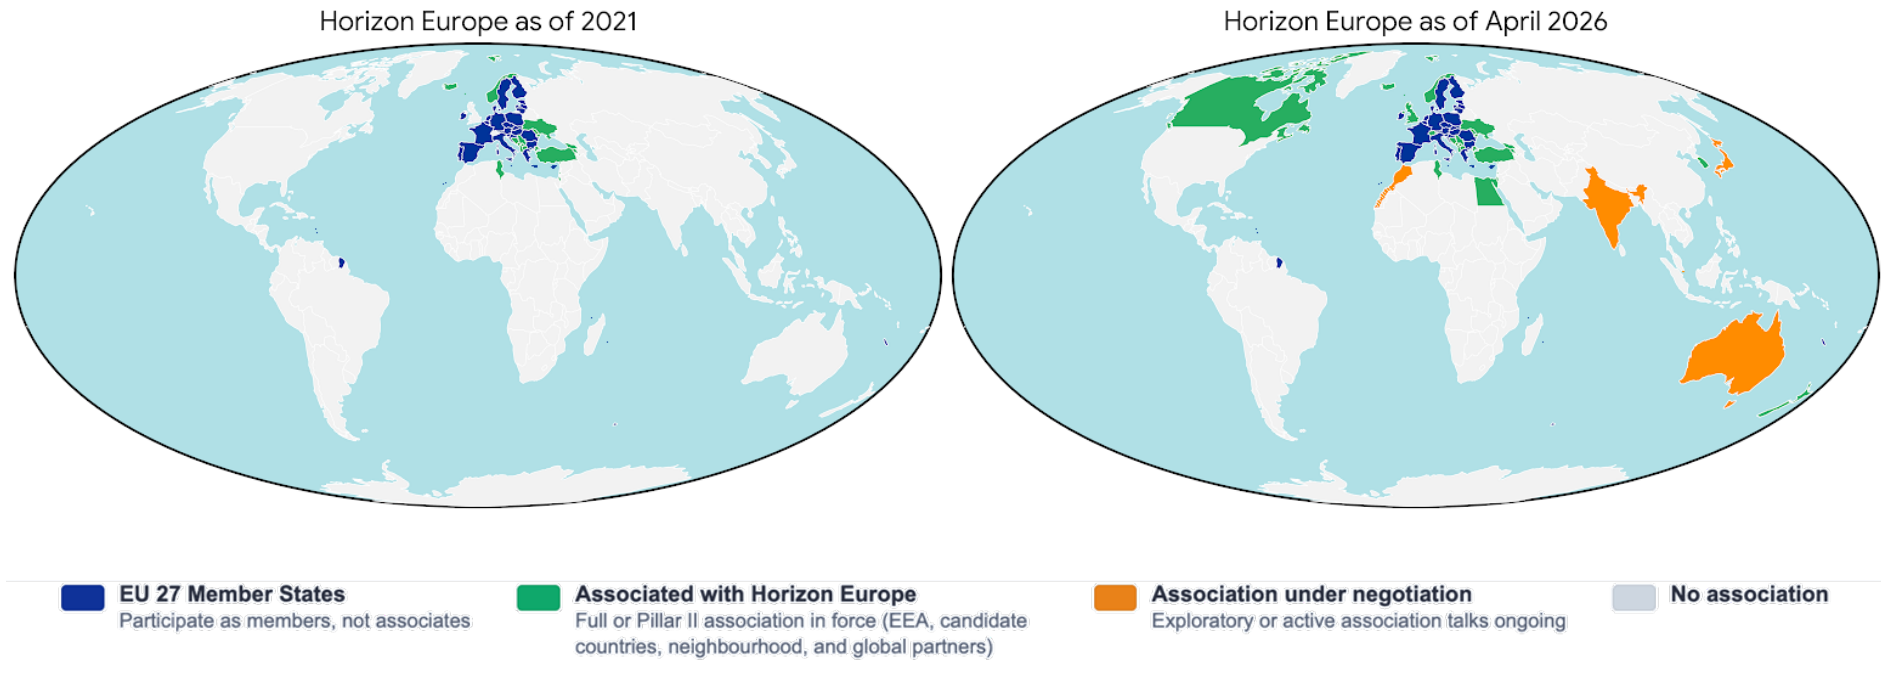 Horizon Europe as of 2021
Horizon Europe as of April 2026
EU 27 Member States
Participate as members, not associates
Associated with Horizon Europe
Full or Pillar II association in force (EEA, candidate
countries, neighbourhood, and global partners)
Association under negotiation
Exploratory or active association talks ongoing
No association